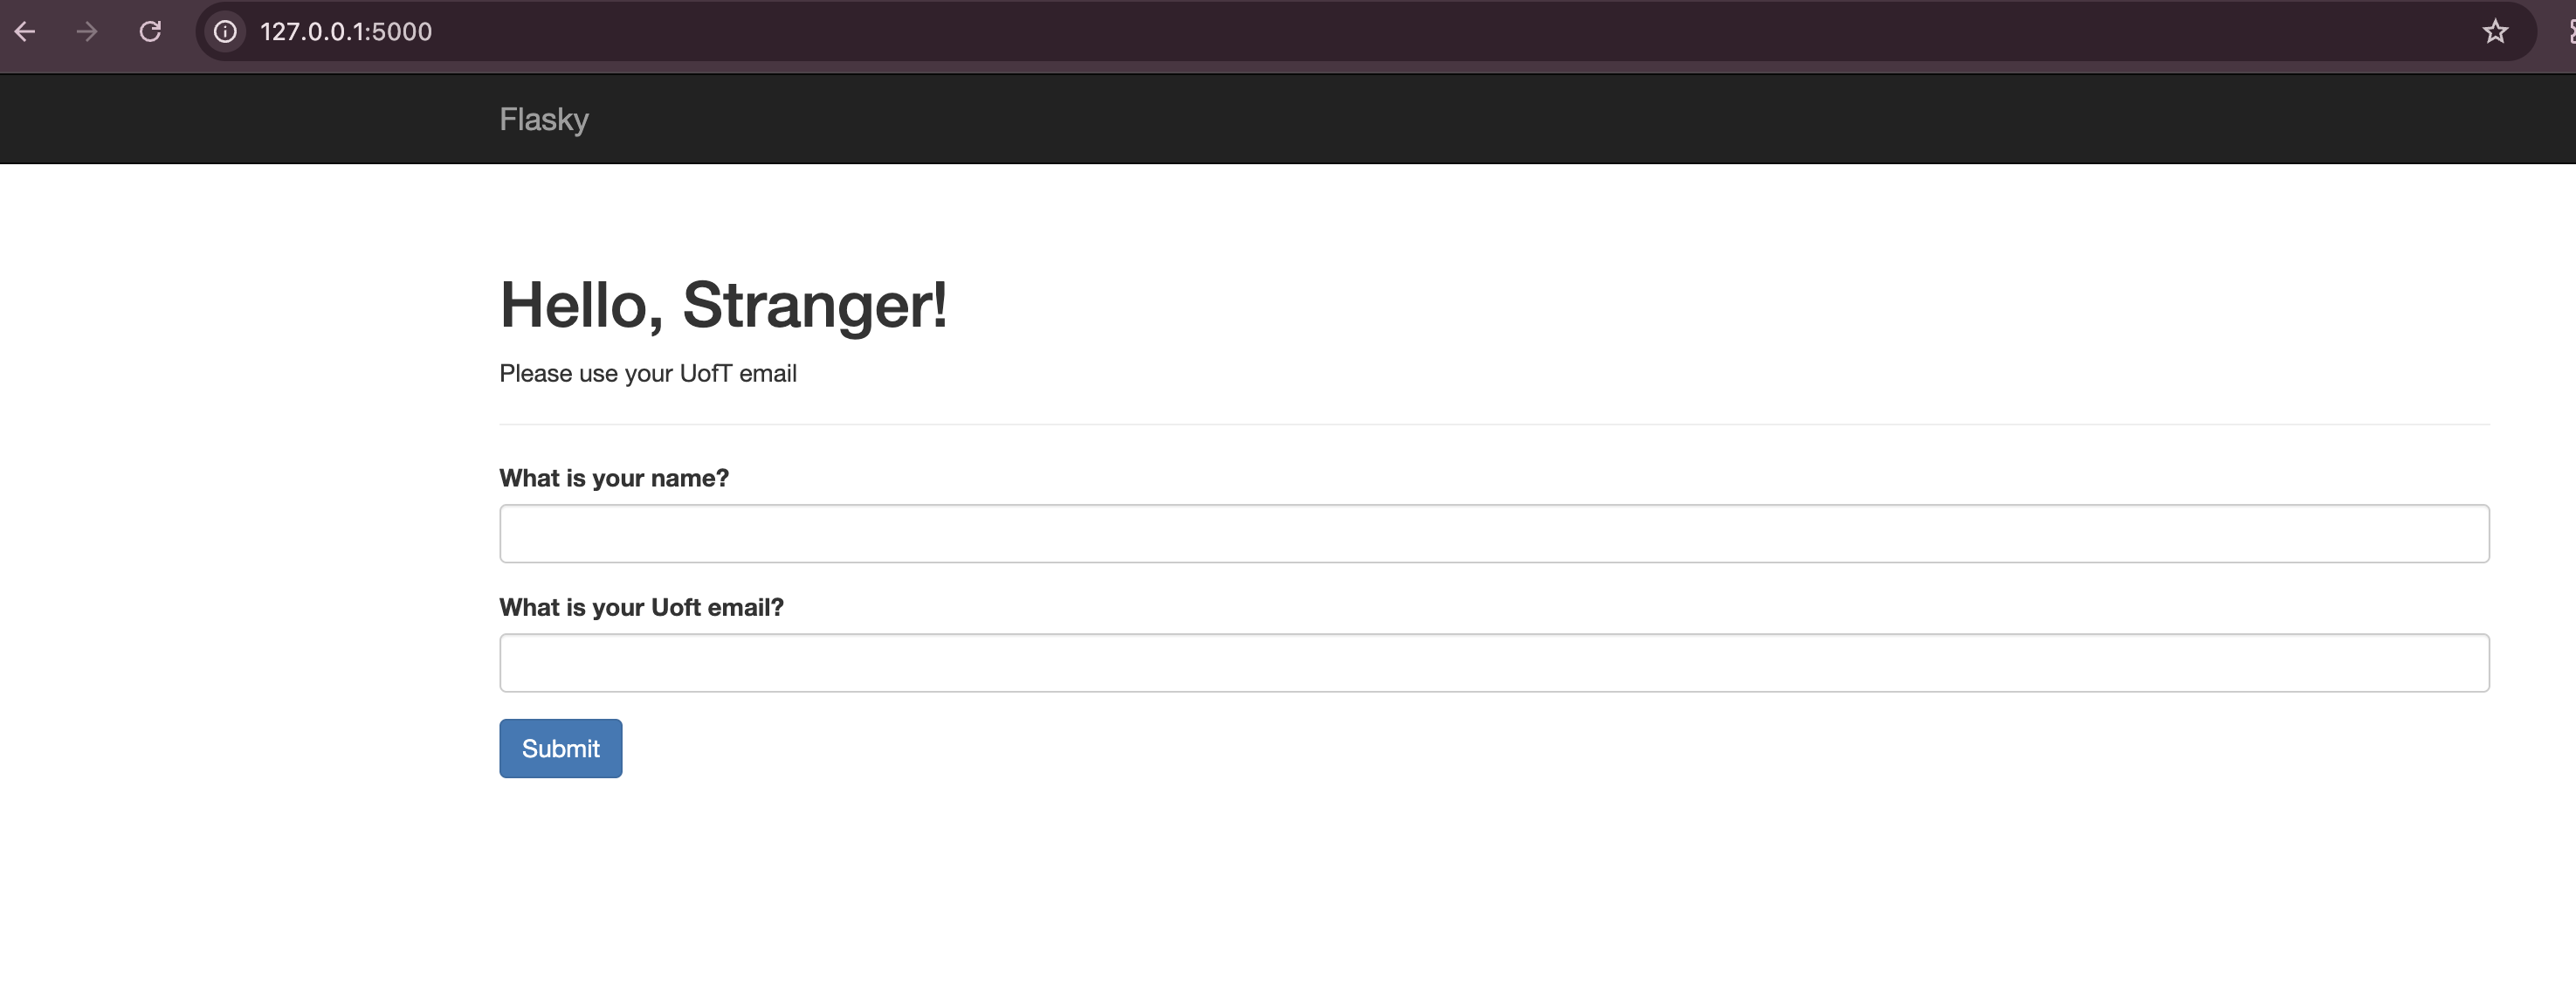 127.0.0.1:5000
Flasky
Hello, Stranger!
Please use your UofT email
What is your name?
What is your Uoft email?
Submit